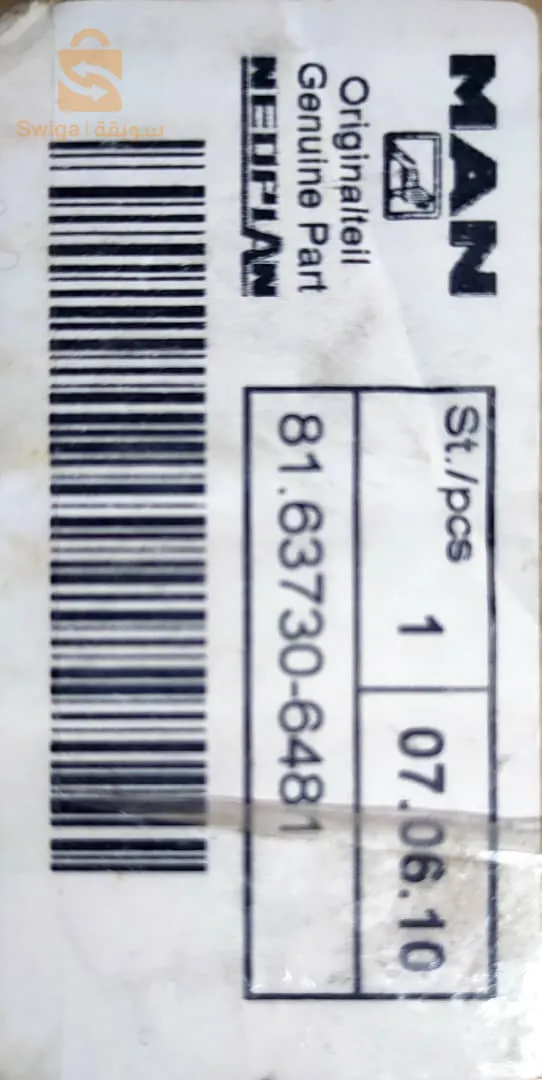 MAN
Originalteil
Genuine Part
NEOPLAN
St./pcs
1
07.06.10
81.63730-6481
Swiga | سويقة